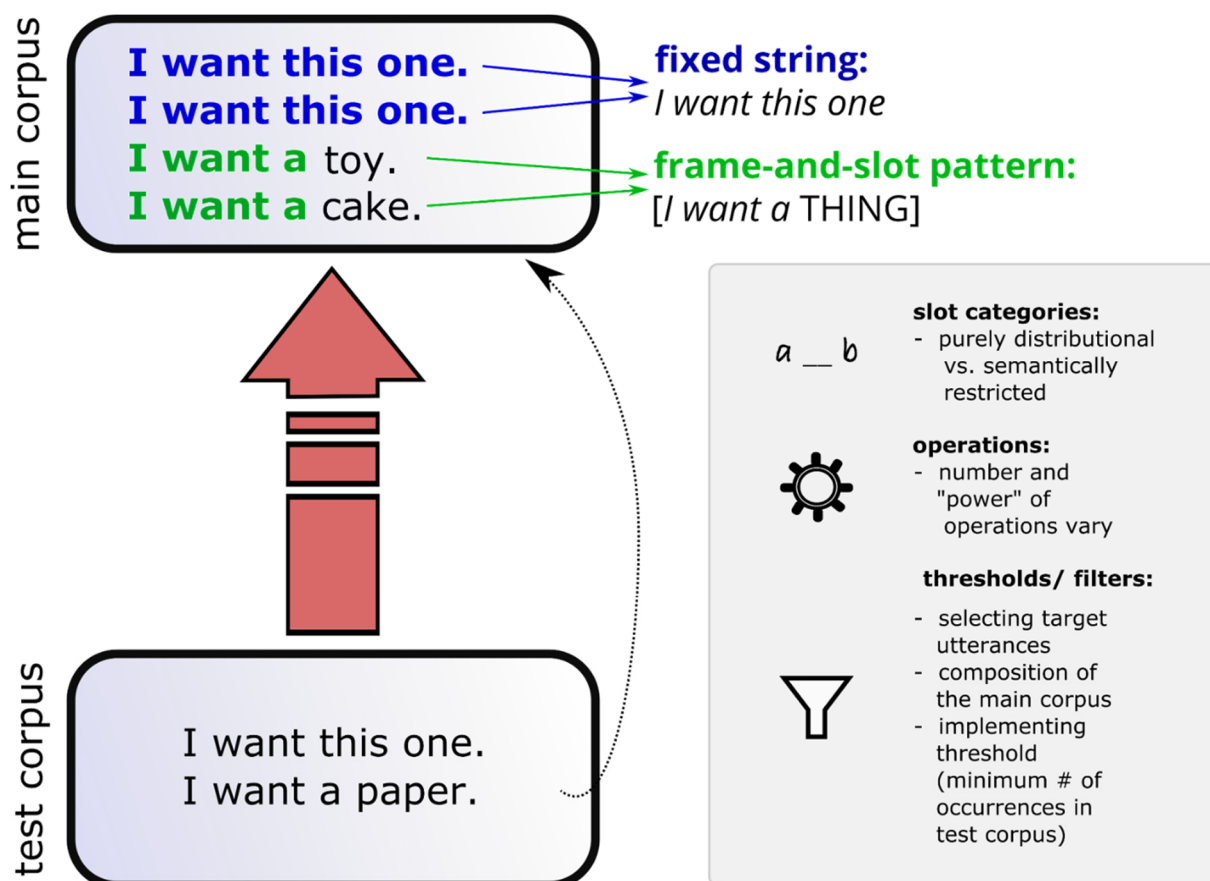 main corpus
I want this one.
I want this one.
I want a toy.
I want a cake.
fixed string:
I want this one
frame-and-slot pattern:
[I want a THING]
test corpus
I want this one.
I want a paper.
a __ b
slot categories:
- purely distributional
vs. semantically
restricted
operations:
- number and
"power" of
operations vary
thresholds/ filters:
- selecting target
utterances
- composition of
the main corpus
- implementing
threshold
(minimum # of
occurrences in
test corpus)